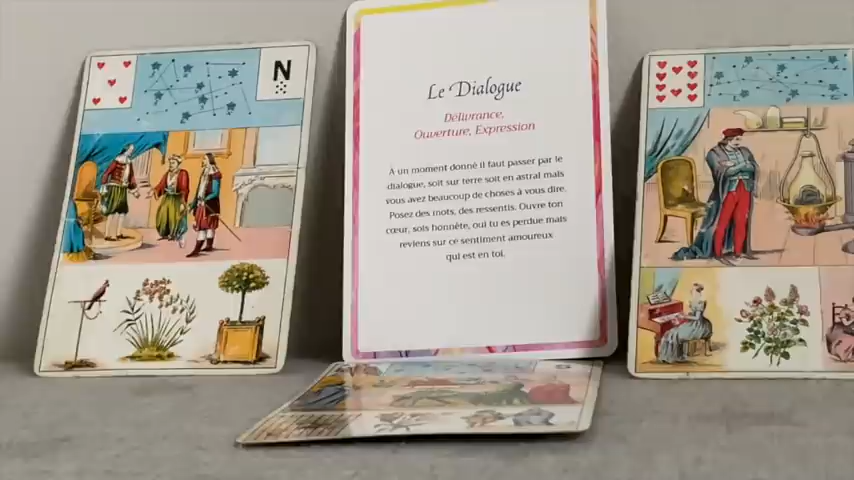 N
Le Dialogue
Délivrance,
Ouverture, Expression
A un moment donné il faut passer par le
dialogue, soit sur terre soit en astral mais
vous avez beaucoup de choses à vous dire.
Posez des mots, des ressentis. Ouvre ton
cœur, sois honnête, oui tu es perdue mais
reviens sur ce sentiment amoureux
qui est en toi.